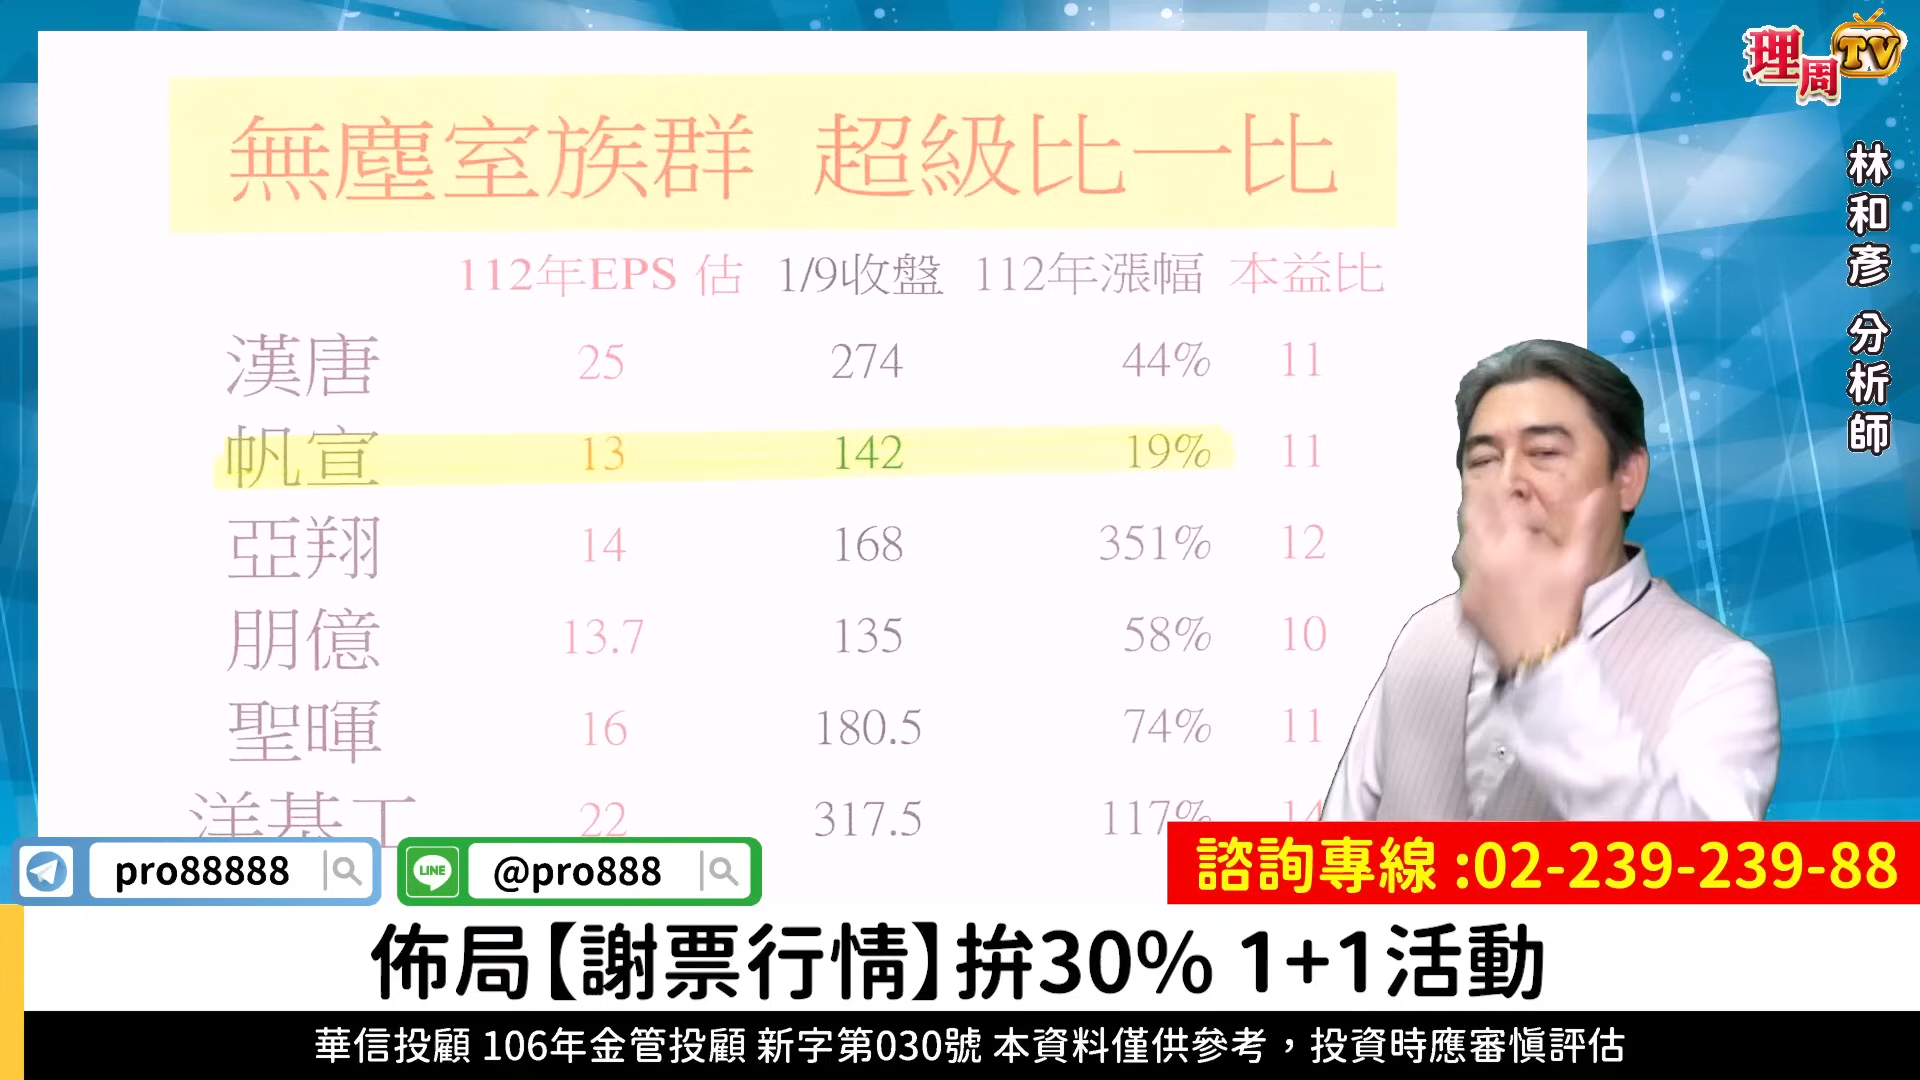 理周TV
林和彥 分析師
無塵室族群 超級比一比
112年EPS 估 1/9收盤 112年漲幅 本益比
漢唐 25 274 44% 11
帆宣 13 142 19% 11
亞翔 14 168 351% 12
朋億 13.7 135 58% 10
聖暉 16 180.5 74% 11
洋基工 22 317.5 117% 14
pro88888
LINE @pro888
諮詢專線 :02-239-239-88
佈局【謝票行情】拚30% 1+1活動
華信投顧 106年金管投顧 新字第030號 本資料僅供參考，投資時應審慎評估